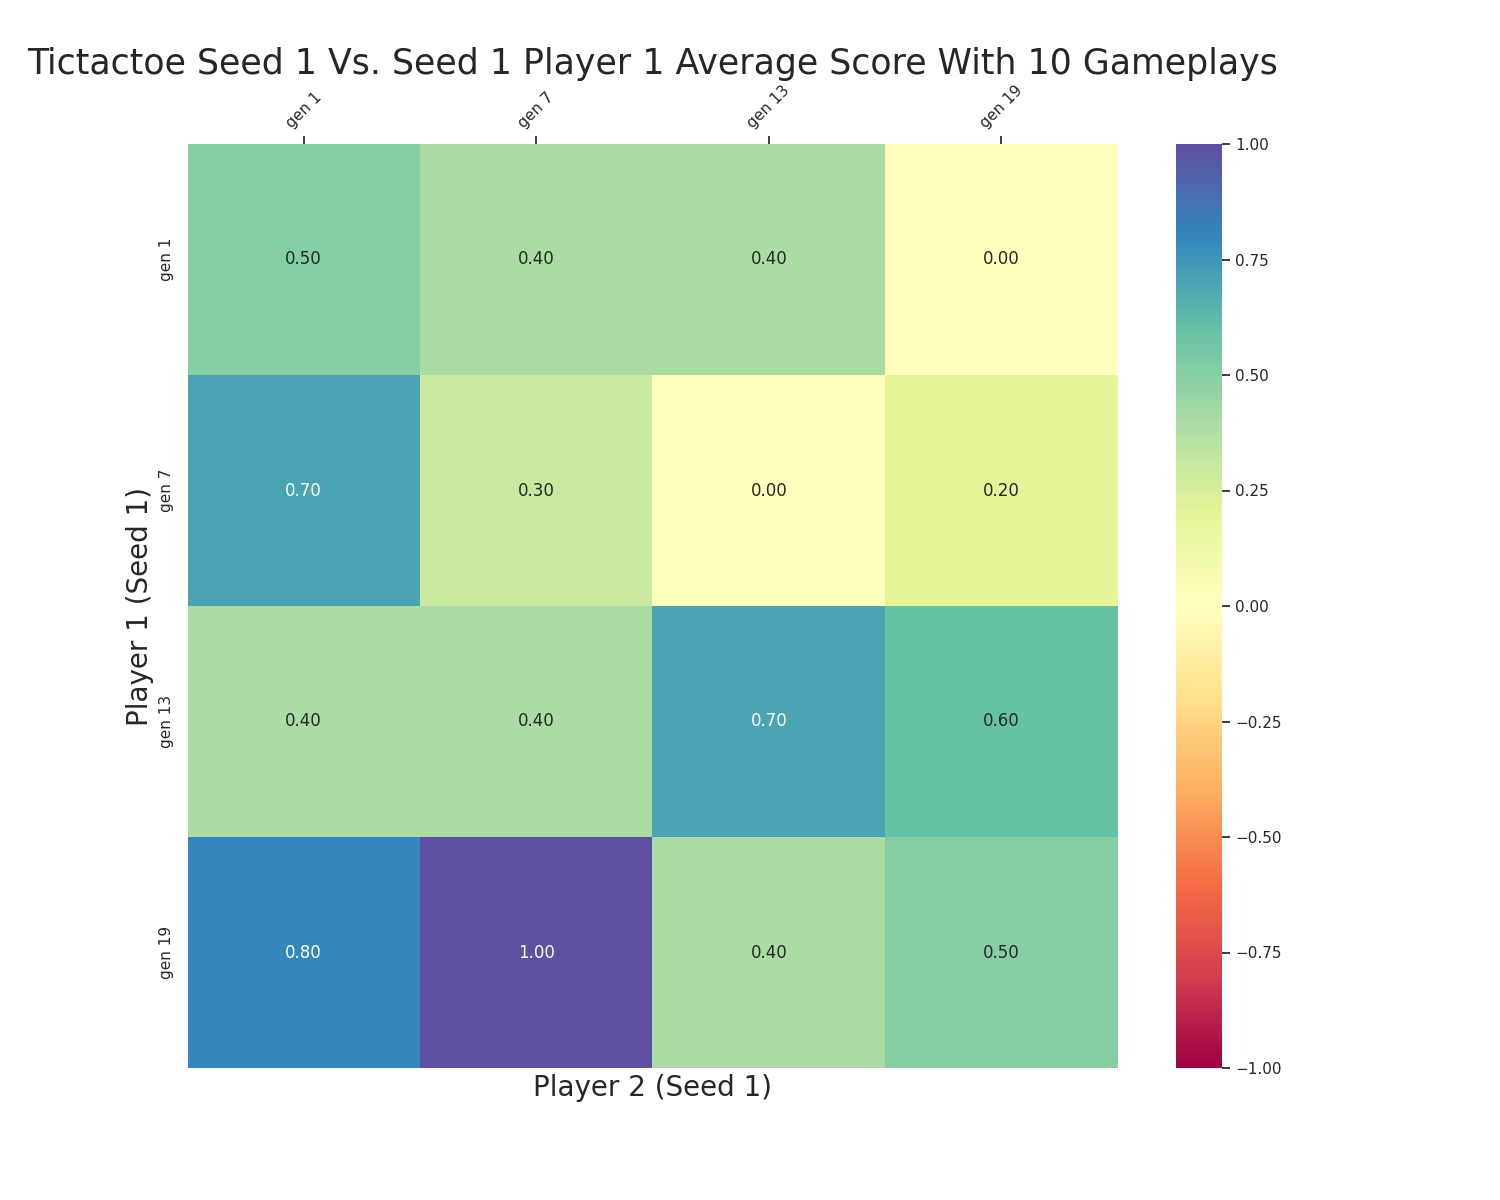 Tictactoe Seed 1 Vs. Seed 1 Player 1 Average Score With 10 Gameplays
gen 1
gen 7
gen 13
gen 19
Player 1 (Seed 1)
gen 1
0.50 0.40 0.40 0.00
gen 7
0.70 0.30 0.00 0.20
gen 13
0.40 0.40 0.70 0.60
gen 19
0.80 1.00 0.40 0.50
Player 2 (Seed 1)
1.00
0.75
0.50
0.25
0.00
−0.25
−0.50
−0.75
−1.00